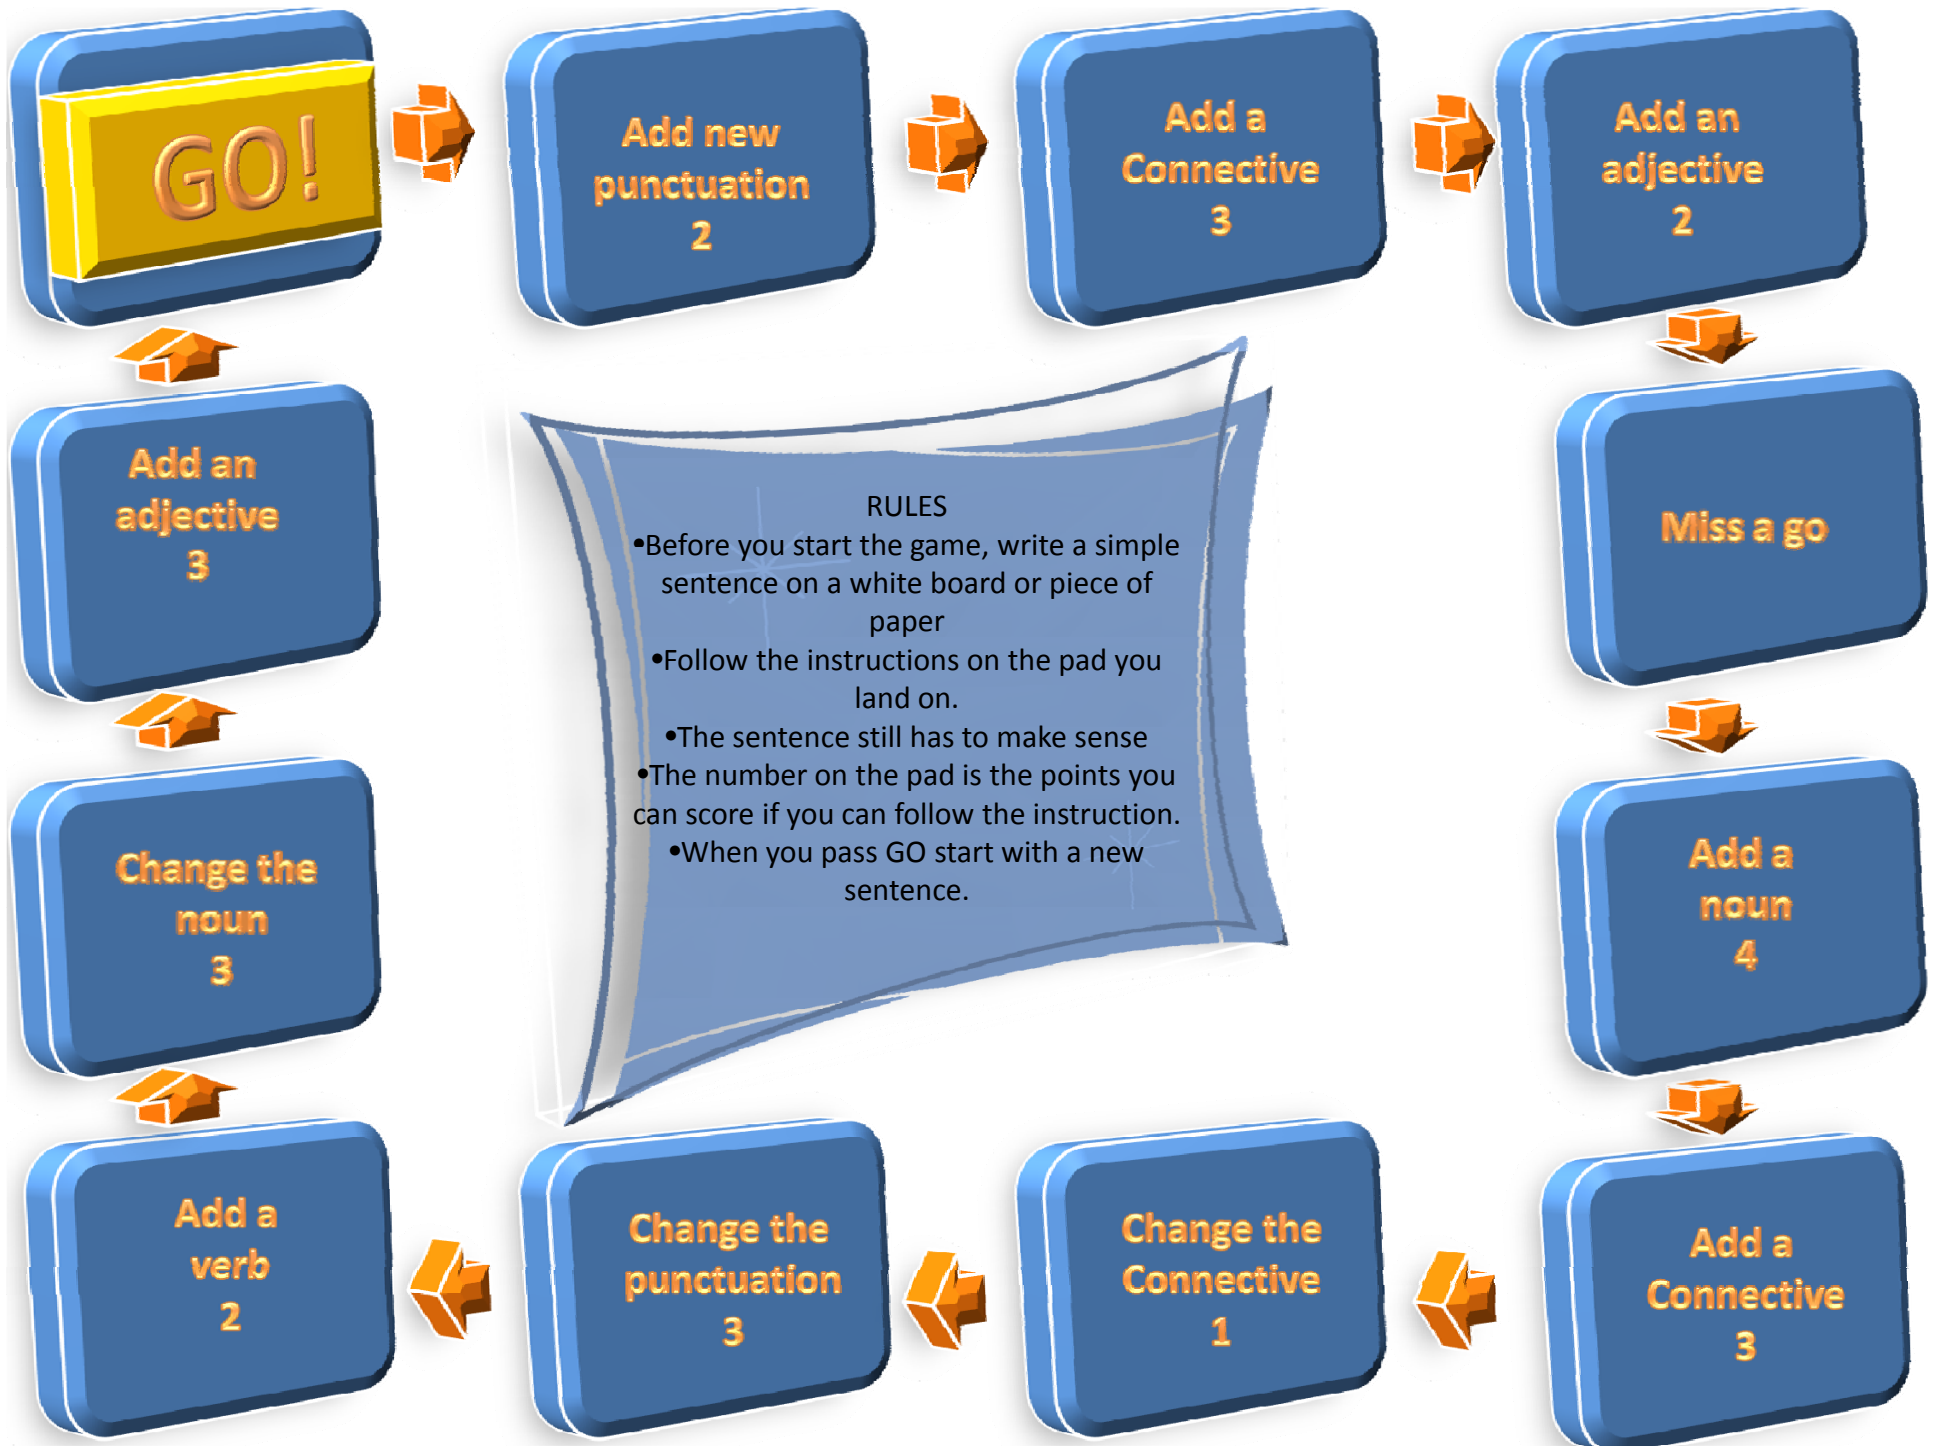 GO!
Add new
punctuation
2
Add a
Connective
3
Add an
adjective
2
Miss a go
Add a
noun
4
Add a
Connective
3
Change the
Connective
1
Change the
punctuation
3
Add a
verb
2
Change the
noun
3
Add an
adjective
3
RULES
•Before you start the game, write a simple
sentence on a white board or piece of
paper
•Follow the instructions on the pad you
land on.
•The sentence still has to make sense
•The number on the pad is the points you
can score if you can follow the instruction.
•When you pass GO start with a new
sentence.